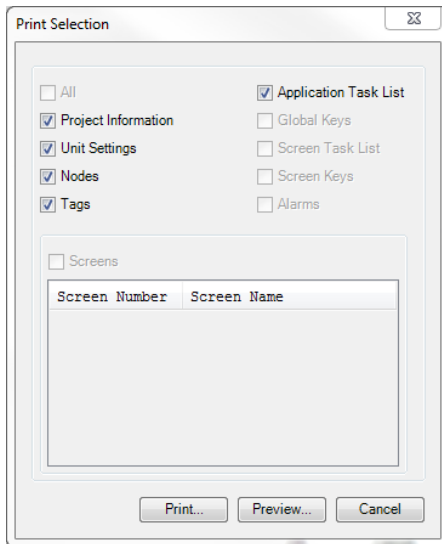 Print Selection
All
Application Task List
Project Information
Global Keys
Unit Settings
Screen Task List
Nodes
Screen Keys
Tags
Alarms
Screens
Screen Number Screen Name
Print... Preview... Cancel